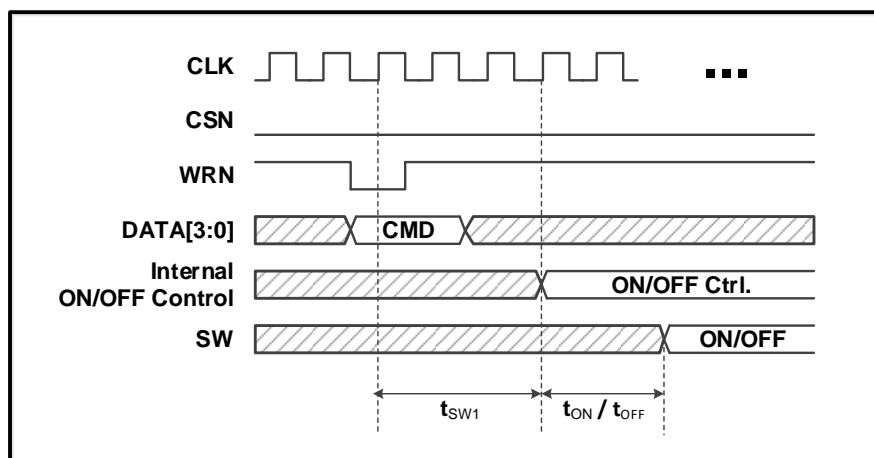 CLK
...
CSN
WRN
DATA[3:0]
CMD
Internal
ON/OFF Control
ON/OFF Ctrl.
SW
ON/OFF
tSW1
tON / tOFF